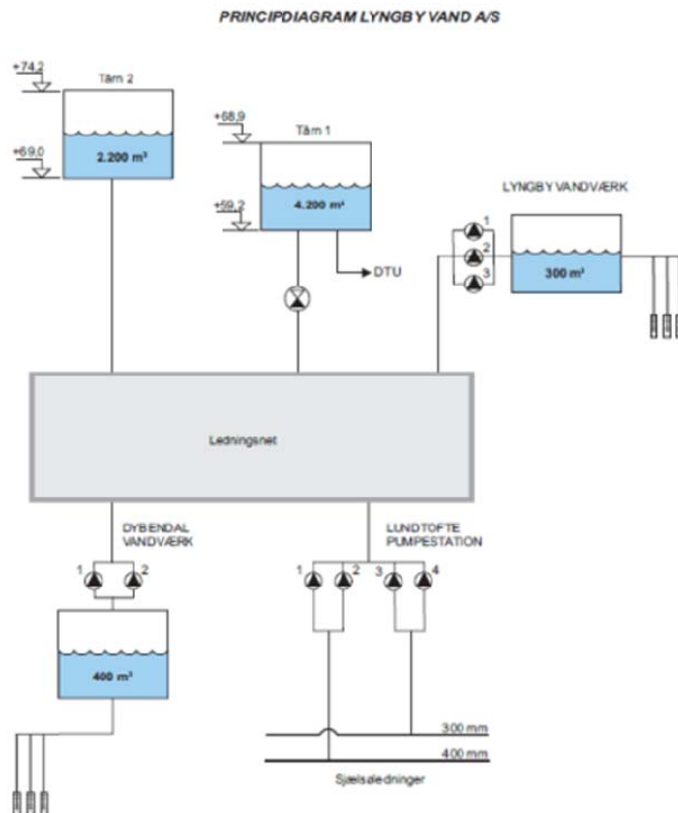 PRINCIPDIAGRAM LYNGBY VAND A/S
+74,2
Tårn 2
+69,0
2.200 m³
+68,9
Tårn 1
+59,2
4.200 m³
DTU
LYNGBY VANDVÆRK
1
2
3
300 m³
Ledningsnet
DYBENDAL
VANDVÆRK
1
2
400 m³
LUNDTOFTE
PUMPESTATION
1
2
3
4
300 mm
400 mm
Sjælsøledninger